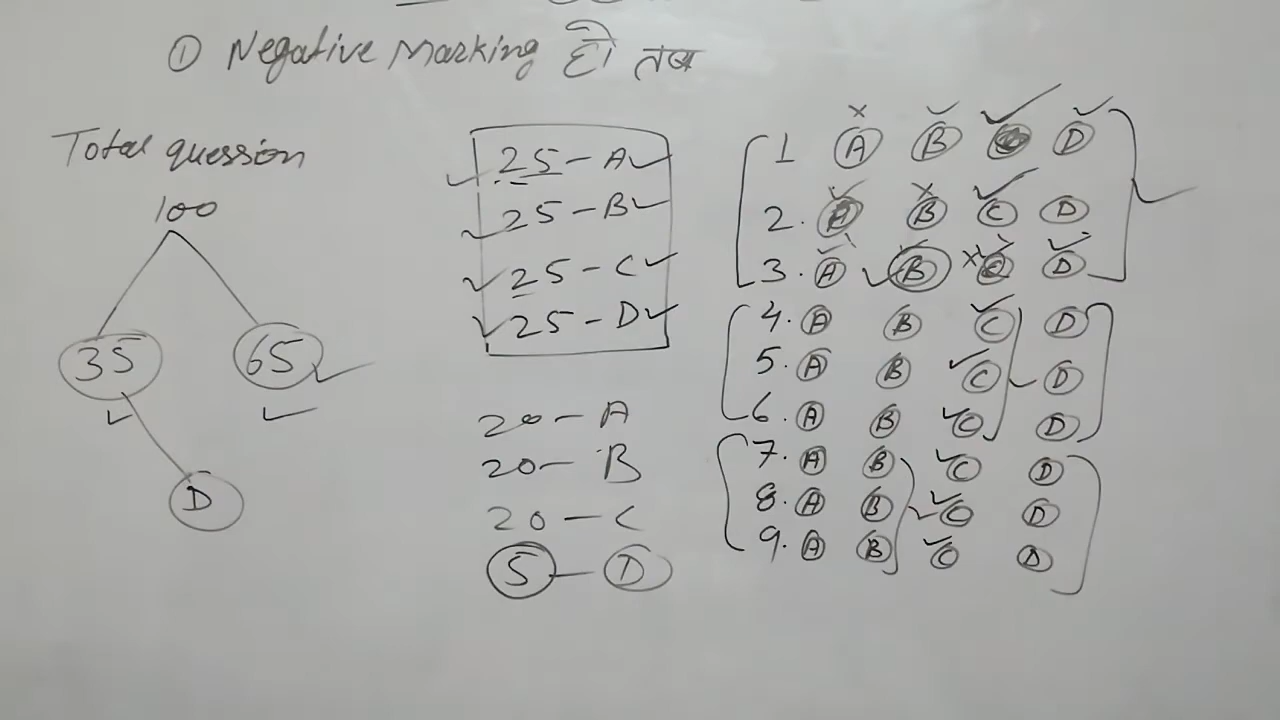 ① Negative Marking हो तब
Total quession
100
35 65
D
25 - A
25 - B
25 - C
25 - D
20 - A
20 - B
20 - C
5 - D
1 A B D
2. A B C D
3. A B C D
4. A B C D
5. A B C D
6. A B C D
7. A B C D
8. A B C D
9. A B C D